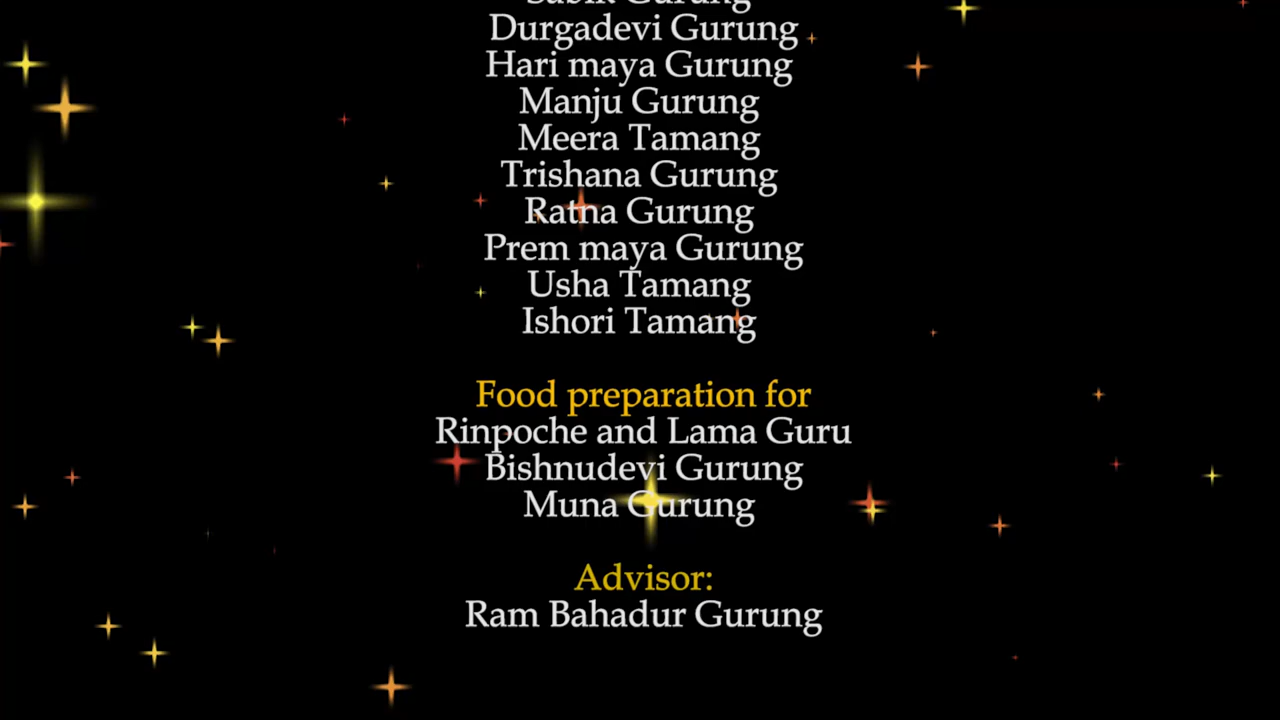 Gurung
Durgadevi Gurung
Hari maya Gurung
Manju Gurung
Meera Tamang
Trishana Gurung
Ratna Gurung
Prem maya Gurung
Usha Tamang
Ishori Tamang
Food preparation for
Rinpoche and Lama Guru
Bishnudevi Gurung
Muna Gurung
Advisor:
Ram Bahadur Gurung